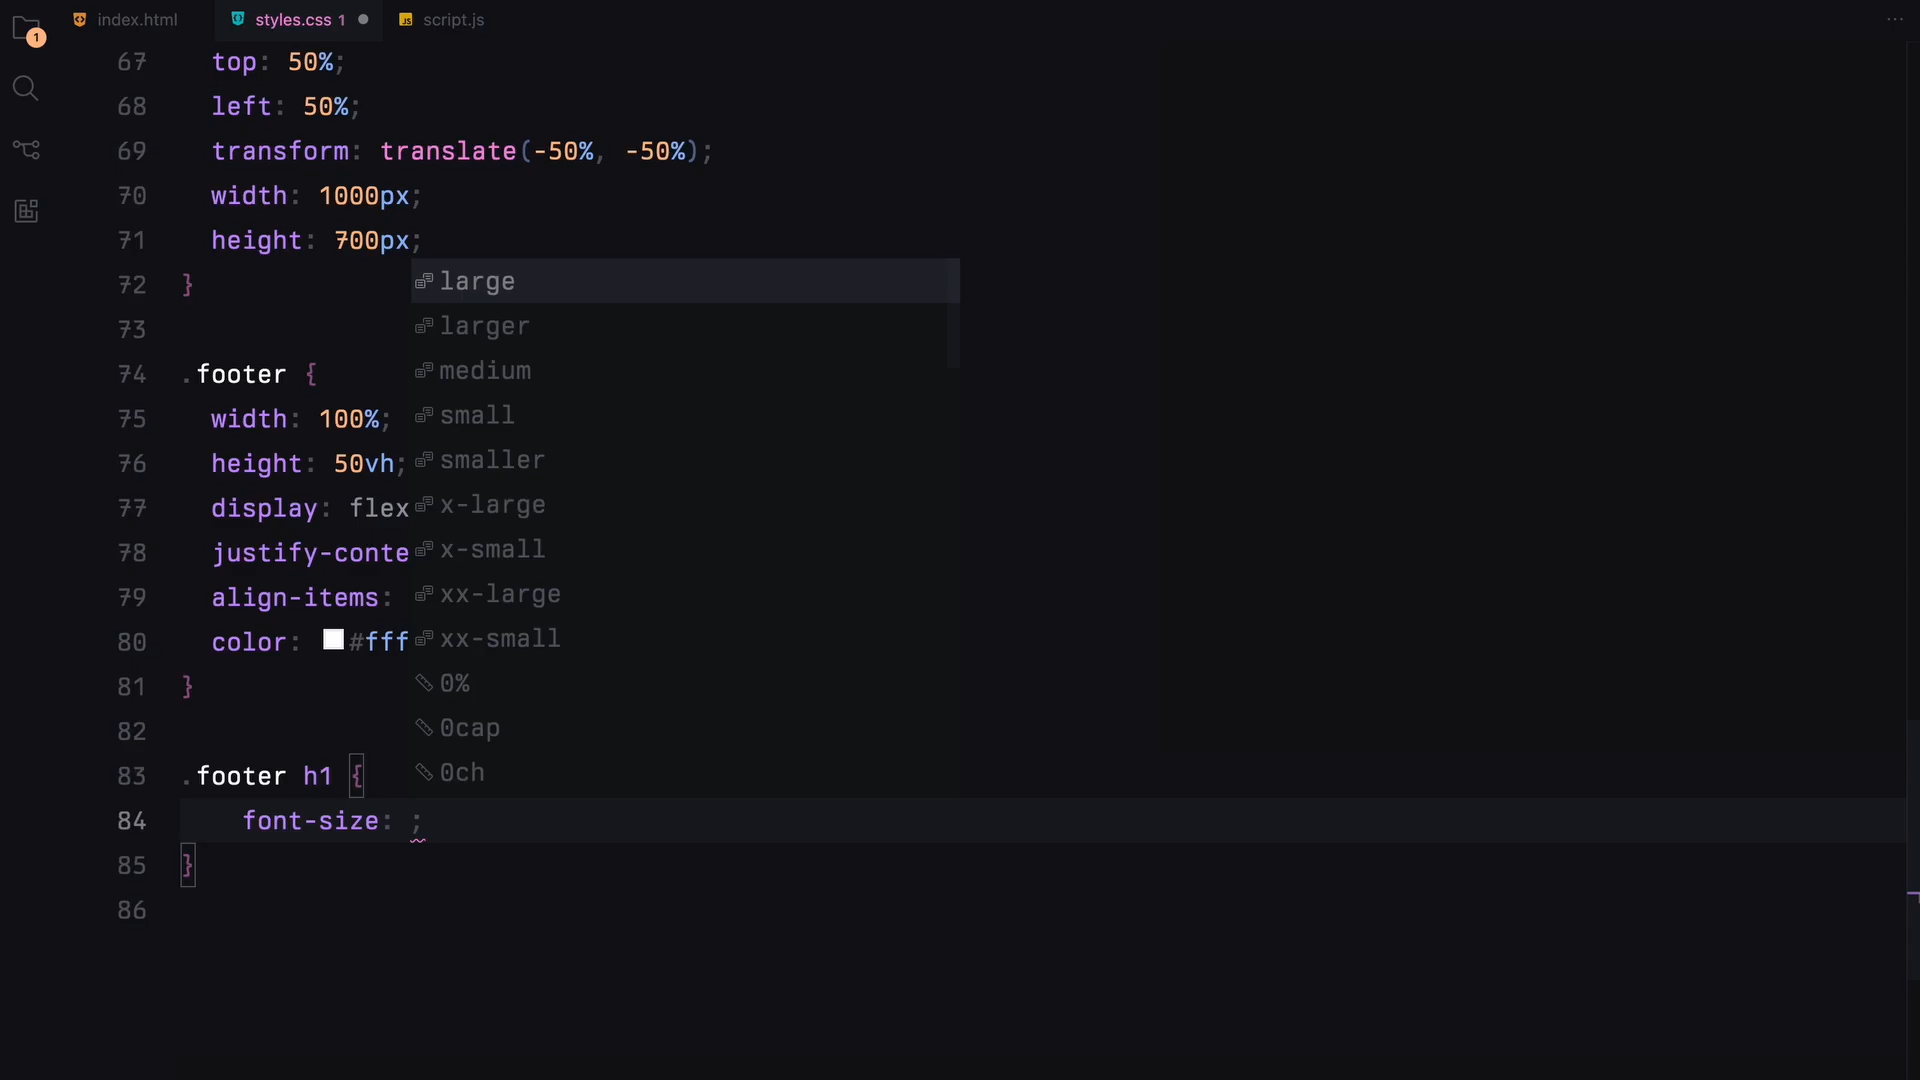 index.html
styles.css 1
script.js
1
67 top: 50%;
68 left: 50%;
69 transform: translate(-50%, -50%);
70 width: 1000px;
71 height: 700px;
72 }
73
74 .footer {
75 width: 100%;
76 height: 50vh;
77 display: flex
78 justify-conte
79 align-items:
80 color: #fff
81 }
82
83 .footer h1 {
84 font-size: ;
85 }
86
large
larger
medium
small
smaller
x-large
x-small
xx-large
xx-small
0%
0cap
0ch